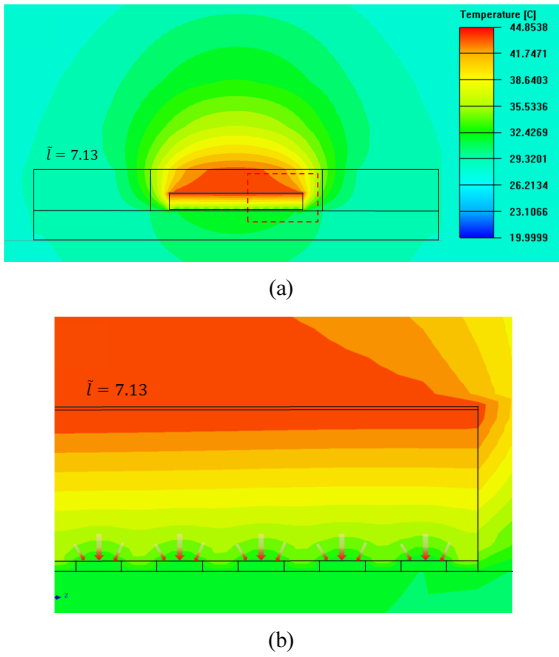 Temperature [C]
44.8538
41.7471
38.6403
35.5336
32.4269
29.3201
26.2134
23.1066
19.9999
l̃ = 7.13
(a)
l̃ = 7.13
z
(b)